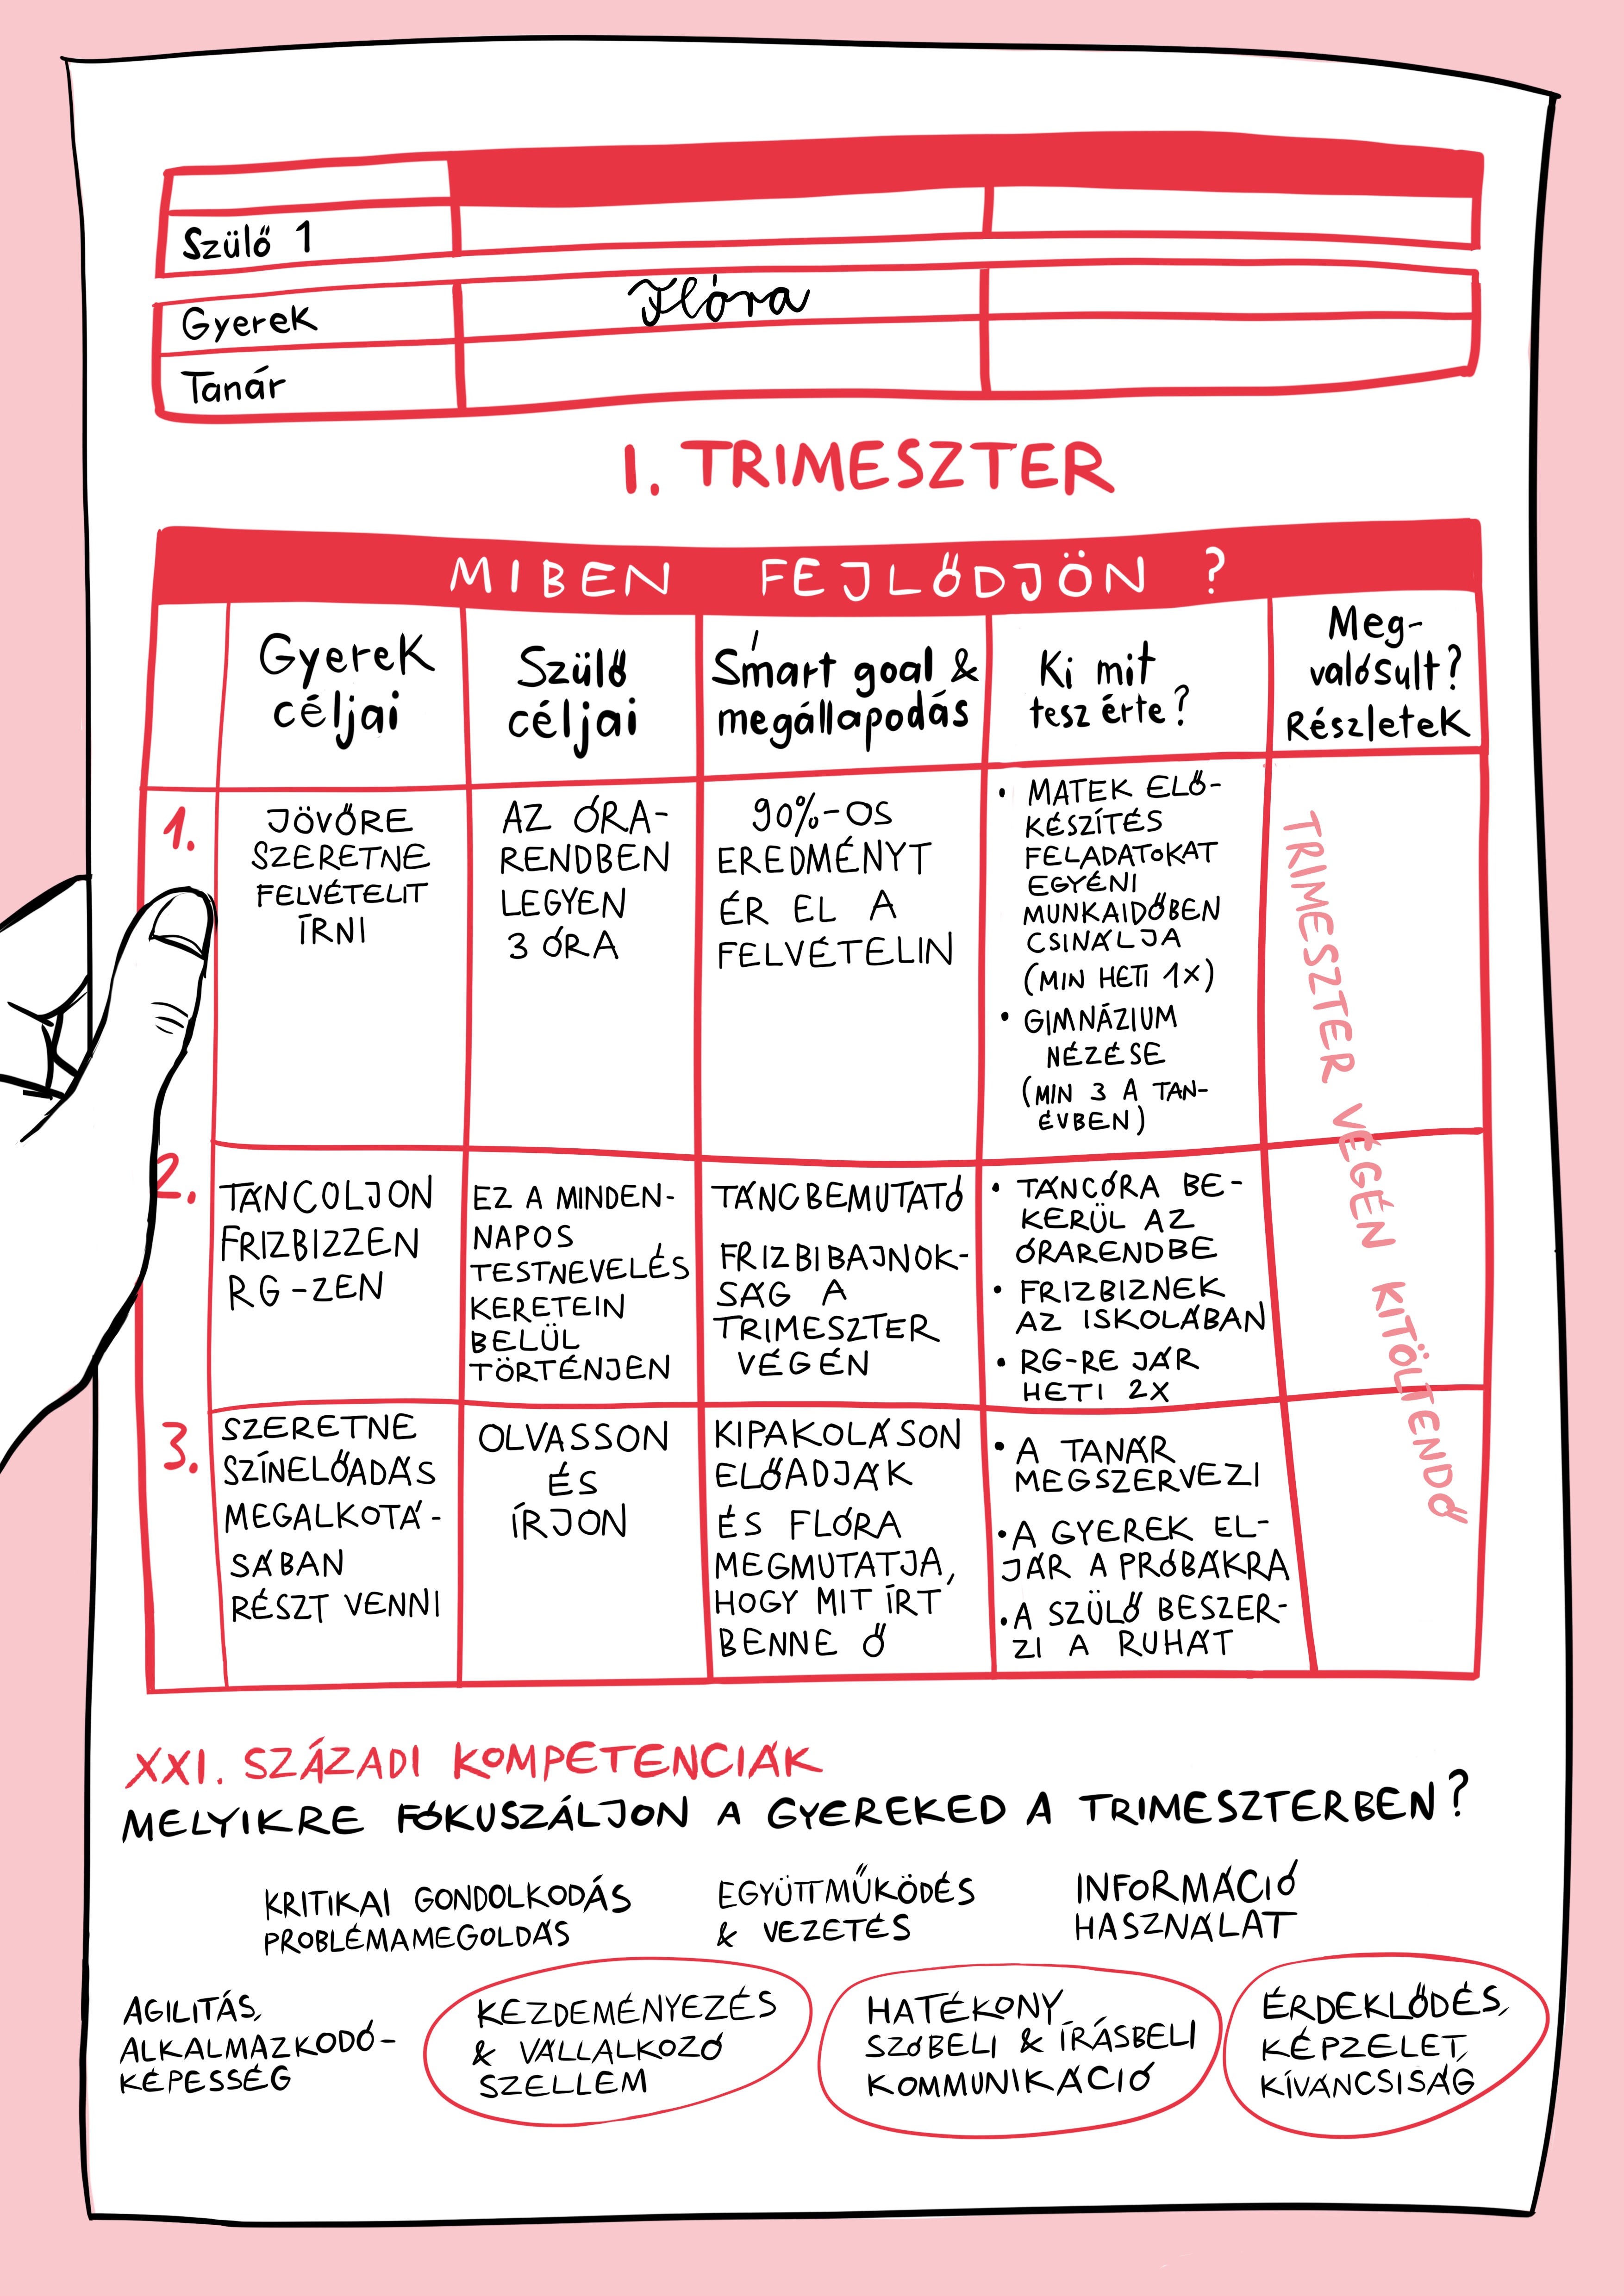 Szülő 1
Gyerek Flóra
Tanár
I. TRIMESZTER
MIBEN FEJLŐDJÖN ?
Gyerek
céljai
Szülő
céljai
Smart goal &
megállapodás
Ki mit
tesz érte?
Meg-
valósult?
Részletek
1.
JÖVŐRE
SZERETNE
FELVÉTELIT
ÍRNI
AZ ÓRA-
RENDBEN
LEGYEN
3 ÓRA
90%-OS
EREDMÉNYT
ÉR EL A
FELVÉTELIN
• MATEK ELŐ-
KÉSZÍTÉS
FELADATOKAT
EGYÉNI
MUNKAIDŐBEN
CSINÁLJA
(MIN HETI 1X)
• GIMNÁZIUM
NÉZÉSE
(MIN 3 A TAN-
ÉVBEN)
TRIMESZTER VÉGÉN KITÖLTENDŐ
2.
TÁNCOLJON
FRIZBIZZEN
RG-ZEN
EZ A MINDEN-
NAPOS
TESTNEVELÉS
KERETEIN
BELÜL
TÖRTÉNJEN
TÁNCBEMUTATÓ
FRIZBIBAJNOK-
SÁG A
TRIMESZTER
VÉGÉN
• TÁNCÓRA BE-
KERÜL AZ
ÓRARENDBE
• FRIZBIZNEK
AZ ISKOLÁBAN
• RG-RE JÁR
HETI 2X
3.
SZERETNE
SZÍNELŐADÁS
MEGALKOTÁ-
SÁBAN
RÉSZT VENNI
OLVASSON
ÉS
ÍRJON
KIPAKOLÁSON
ELŐADJÁK
ÉS FLÓRA
MEGMUTATJA,
HOGY MIT ÍRT
BENNE Ő
• A TANÁR
MEGSZERVEZI
• A GYEREK EL-
JÁR A PRÓBÁKRA
• A SZÜLŐ BESZER-
ZI A RUHÁT
XXI. SZÁZADI KOMPETENCIÁK
MELYIKRE FÓKUSZÁLJON A GYEREKED A TRIMESZTERBEN?
KRITIKAI GONDOLKODÁS
PROBLÉMAMEGOLDÁS
EGYÜTTMŰKÖDÉS
& VEZETÉS
INFORMÁCIÓ
HASZNÁLAT
AGILITÁS,
ALKALMAZKODÓ-
KÉPESSÉG
KEZDEMÉNYEZÉS
& VÁLLALKOZÓ
SZELLEM
HATÉKONY
SZÓBELI & ÍRÁSBELI
KOMMUNIKÁCIÓ
ÉRDEKLŐDÉS,
KÉPZELET,
KÍVÁNCSISÁG